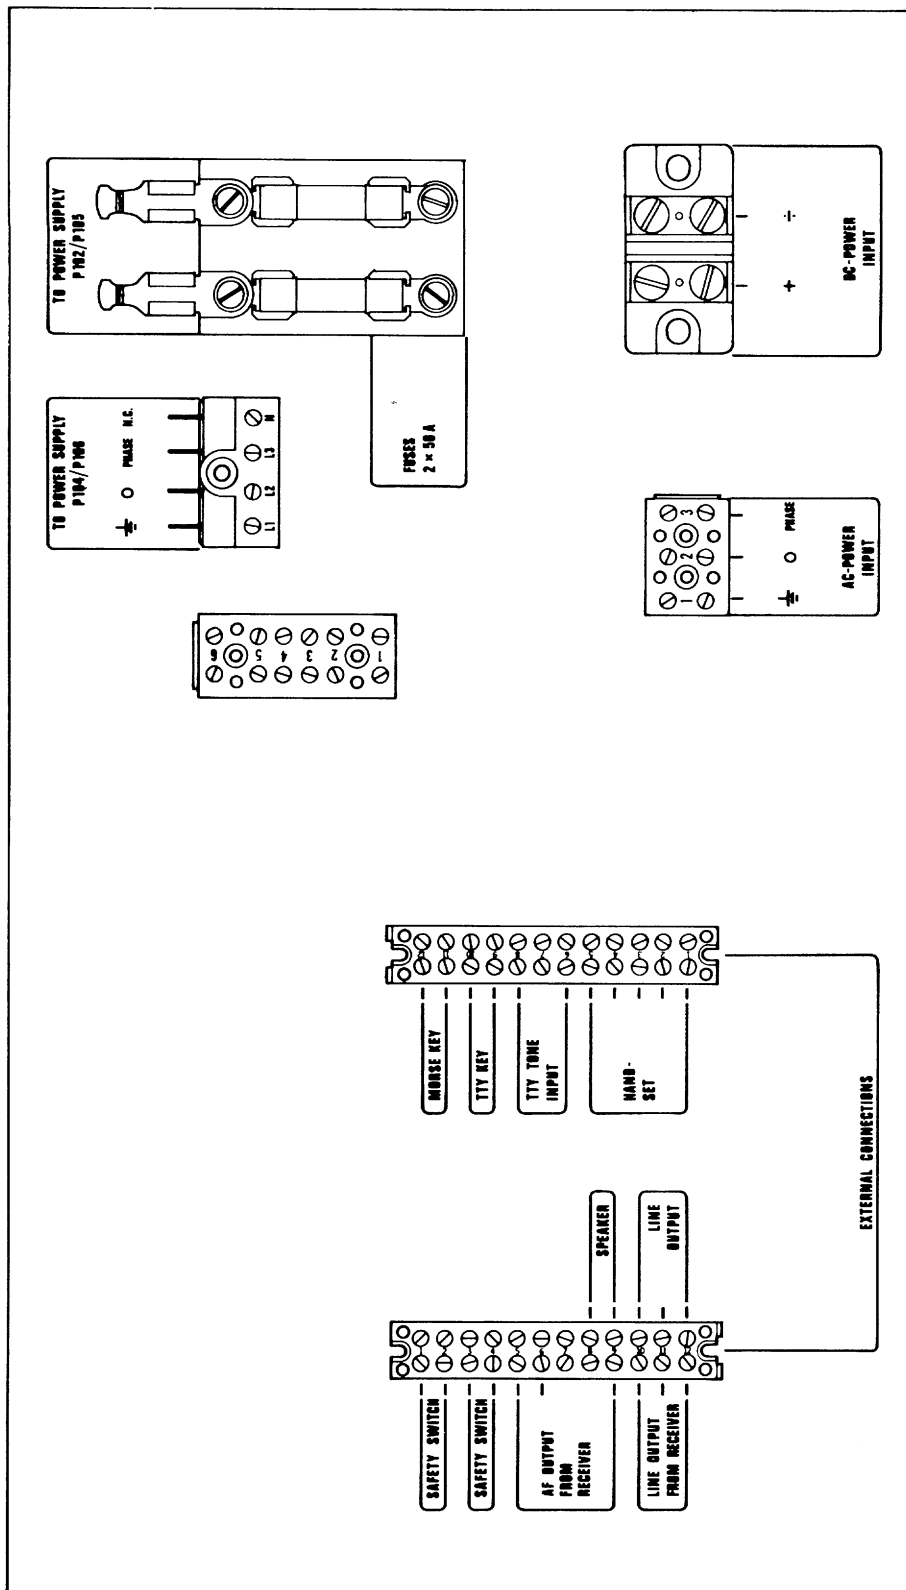 TO POWER SUPPLY
P102/P105
FUSES
2 × 50 A
DC-POWER
INPUT
+
÷
TO POWER SUPPLY
P104/P106
O
PHASE
N.C.
L1
L2
L3
N
AC-POWER
INPUT
O
PHASE
1
2
3
6
5
4
3
2
1
MORSE KEY
TTY KEY
TTY TONE
INPUT
HAND-
SET
EXTERNAL CONNECTIONS
SPEAKER
LINE
OUTPUT
SAFETY SWITCH
SAFETY SWITCH
AF OUTPUT
FROM
RECEIVER
LINE OUTPUT
FROM RECEIVER